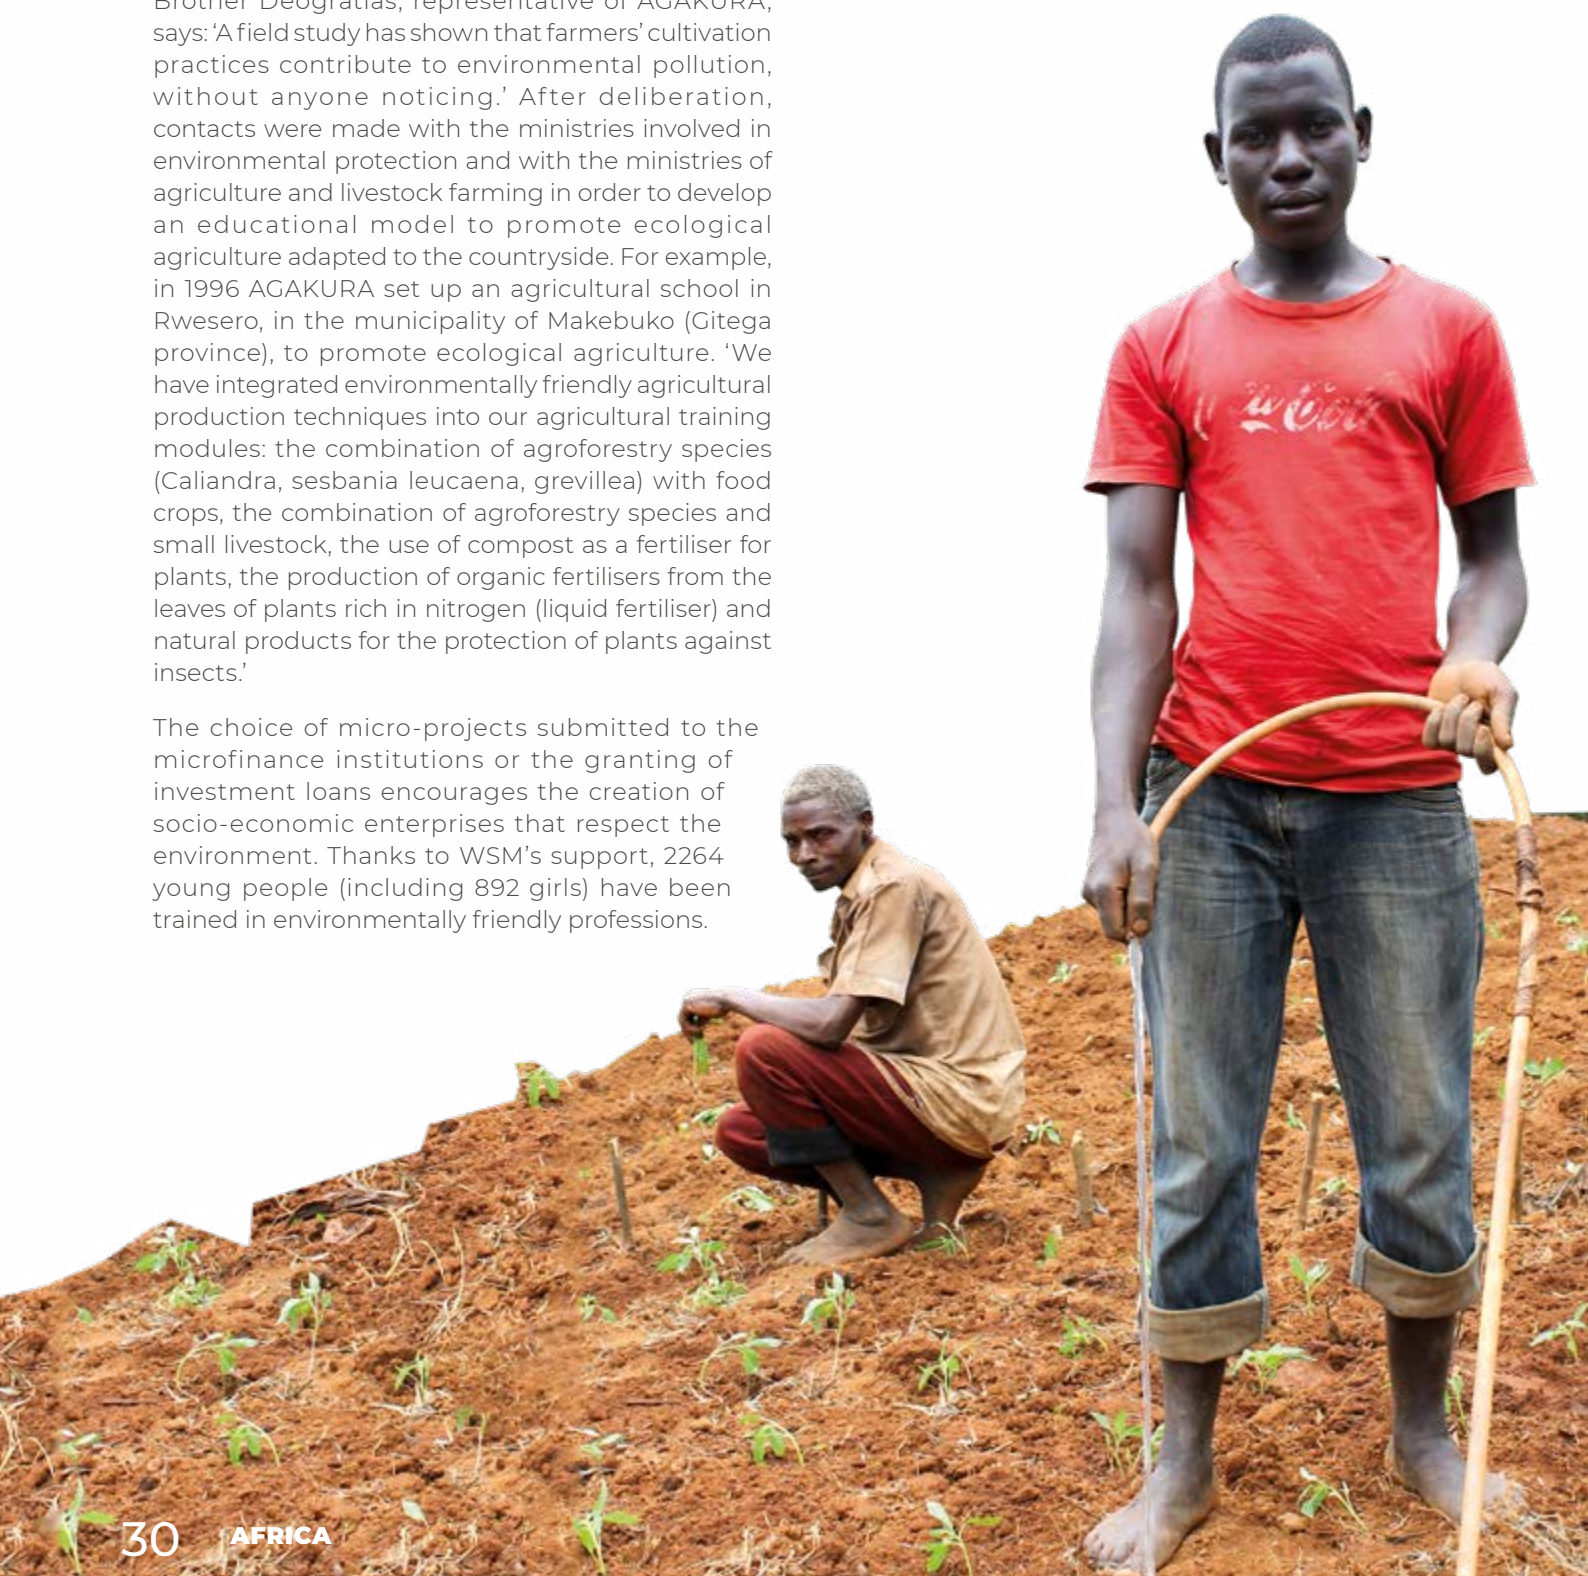 Brother Deogratias, representative of AGAKURA,
says: ‘A field study has shown that farmers’ cultivation
practices contribute to environmental pollution,
without anyone noticing.’ After deliberation,
contacts were made with the ministries involved in
environmental protection and with the ministries of
agriculture and livestock farming in order to develop
an educational model to promote ecological
agriculture adapted to the countryside. For example,
in 1996 AGAKURA set up an agricultural school in
Rwesero, in the municipality of Makebuko (Gitega
province), to promote ecological agriculture. ‘We
have integrated environmentally friendly agricultural
production techniques into our agricultural training
modules: the combination of agroforestry species
(Caliandra, sesbania leucaena, grevillea) with food
crops, the combination of agroforestry species and
small livestock, the use of compost as a fertiliser for
plants, the production of organic fertilisers from the
leaves of plants rich in nitrogen (liquid fertiliser) and
natural products for the protection of plants against
insects.’
The choice of micro-projects submitted to the
microfinance institutions or the granting of
investment loans encourages the creation of
socio-economic enterprises that respect the
environment. Thanks to WSM’s support, 2264
young people (including 892 girls) have been
trained in environmentally friendly professions.
30 AFRICA